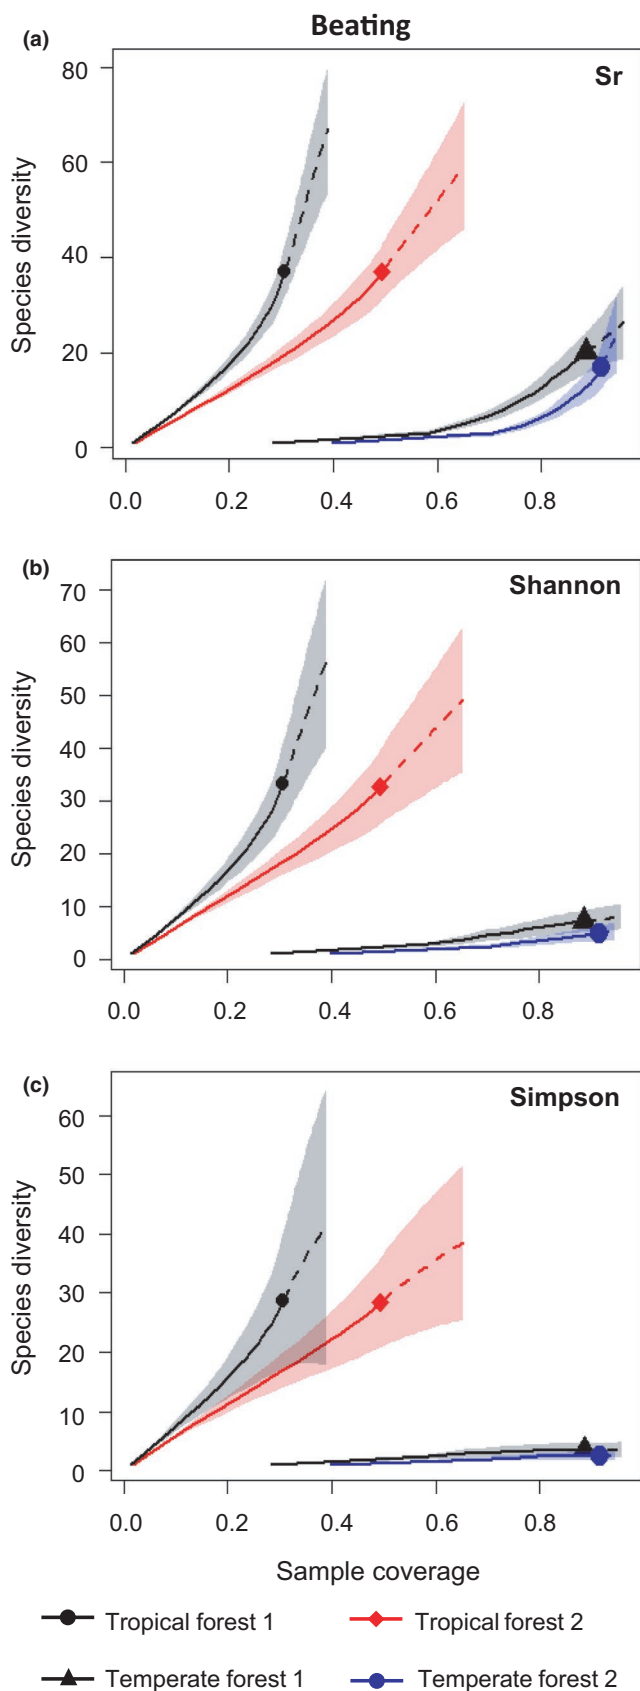 Beating
(a)
Sr
Species diversity
80
60
40
20
0
0.0 0.2 0.4 0.6 0.8
(b)
Shannon
Species diversity
70
60
50
40
30
20
10
0
0.0 0.2 0.4 0.6 0.8
(c)
Simpson
Species diversity
60
50
40
30
20
10
0
0.0 0.2 0.4 0.6 0.8
Sample coverage
Tropical forest 1 Tropical forest 2
Temperate forest 1 Temperate forest 2